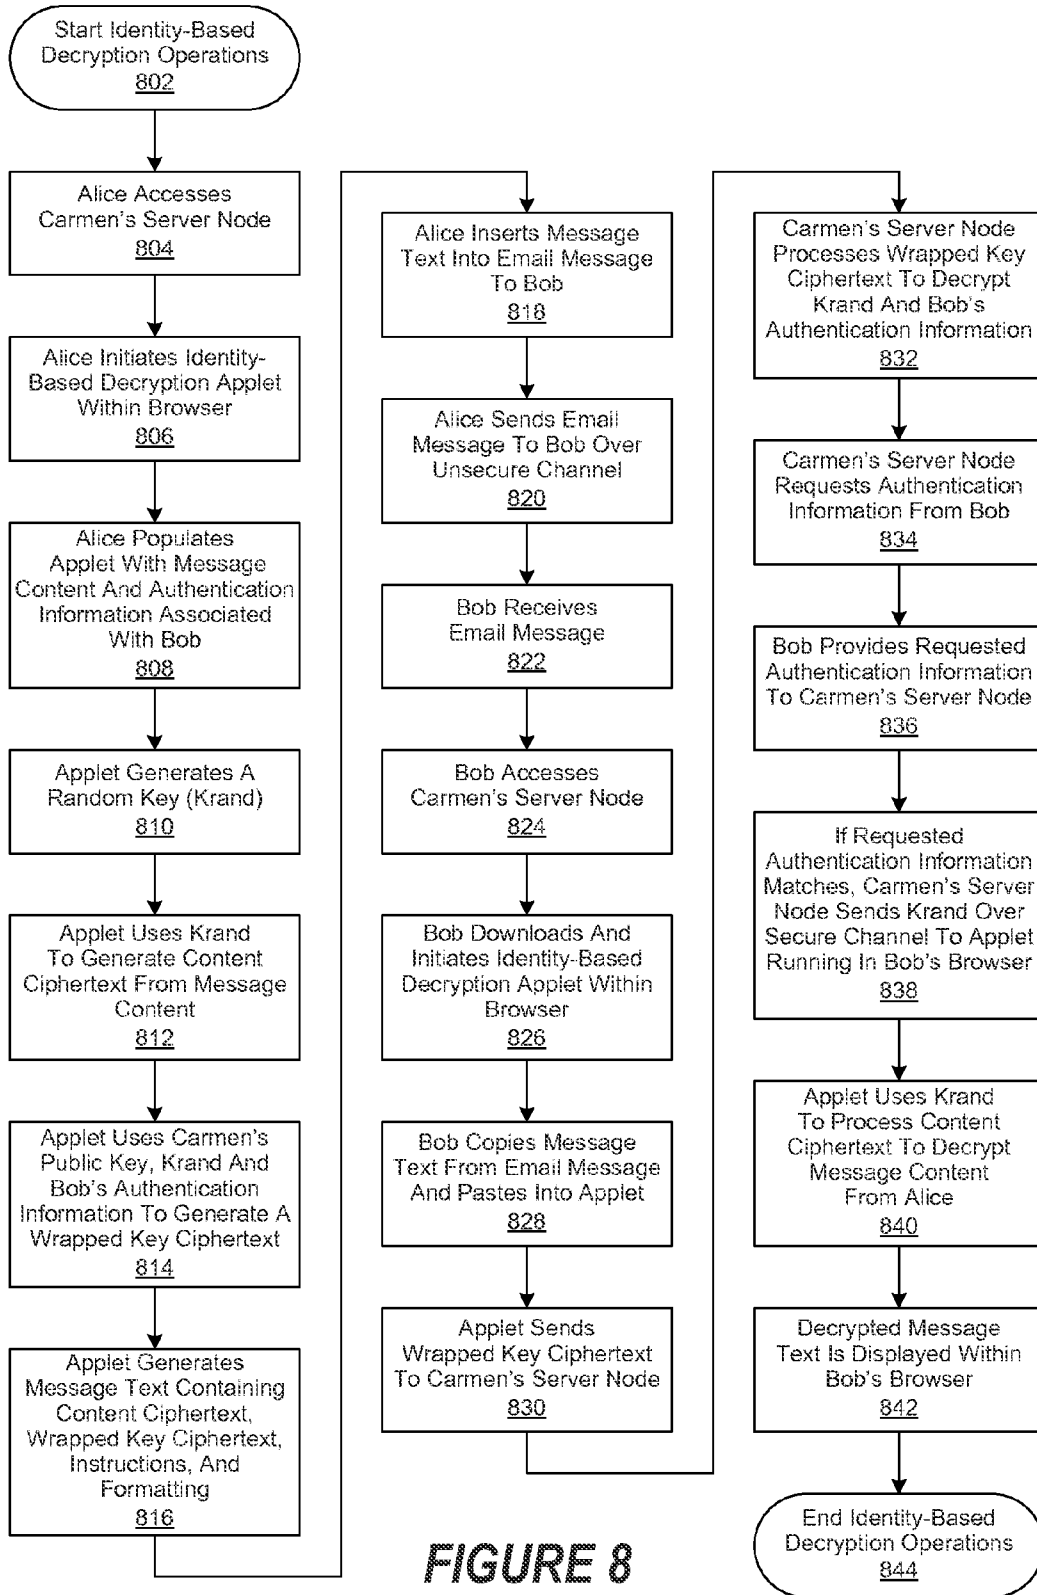 Start Identity-Based
Decryption Operations
802
Alice Accesses
Carmen's Server Node
804
Alice Initiates Identity-
Based Decryption Applet
Within Browser
806
Alice Populates
Applet With Message
Content And Authentication
Information Associated
With Bob
808
Applet Generates A
Random Key (Krand)
810
Applet Uses Krand
To Generate Content
Ciphertext From Message
Content
812
Applet Uses Carmen's
Public Key, Krand And
Bob's Authentication
Information To Generate A
Wrapped Key Ciphertext
814
Applet Generates
Message Text Containing
Content Ciphertext,
Wrapped Key Ciphertext,
Instructions, And
Formatting
816
Alice Inserts Message
Text Into Email Message
To Bob
818
Alice Sends Email
Message To Bob Over
Unsecure Channel
820
Bob Receives
Email Message
822
Bob Accesses
Carmen's Server Node
824
Bob Downloads And
Initiates Identity-Based
Decryption Applet Within
Browser
826
Bob Copies Message
Text From Email Message
And Pastes Into Applet
828
Applet Sends
Wrapped Key Ciphertext
To Carmen's Server Node
830
Carmen's Server Node
Processes Wrapped Key
Ciphertext To Decrypt
Krand And Bob's
Authentication Information
832
Carmen's Server Node
Requests Authentication
Information From Bob
834
Bob Provides Requested
Authentication Information
To Carmen's Server Node
836
If Requested
Authentication Information
Matches, Carmen's Server
Node Sends Krand Over
Secure Channel To Applet
Running In Bob's Browser
838
Applet Uses Krand
To Process Content
Ciphertext To Decrypt
Message Content
From Alice
840
Decrypted Message
Text Is Displayed Within
Bob's Browser
842
End Identity-Based
Decryption Operations
844
FIGURE 8